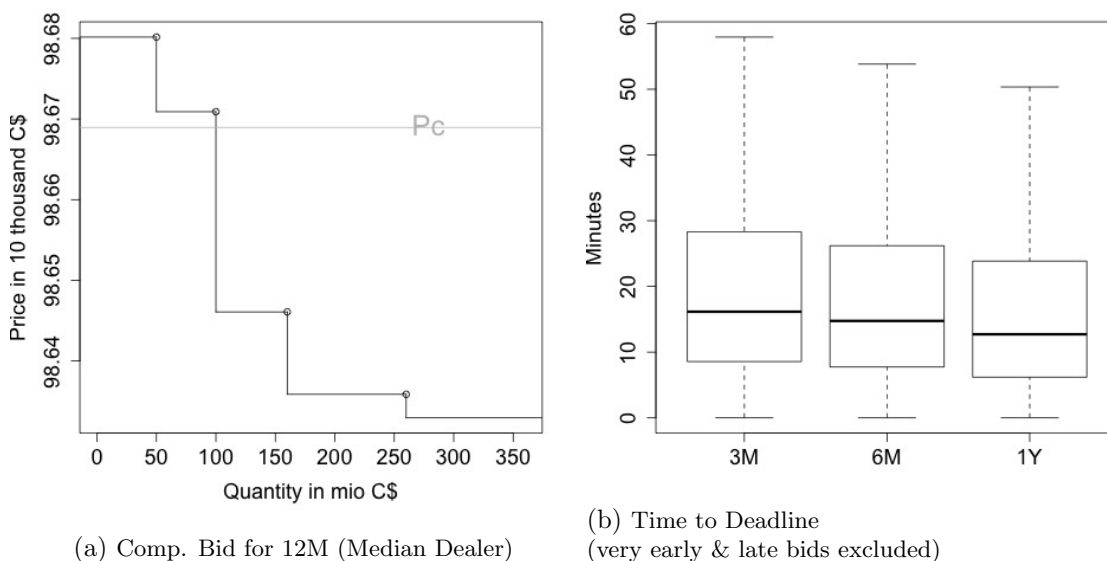 Price in 10 thousand C$
98.68
98.67
98.66
98.65
98.64
Pc
0 50 100 150 200 250 300 350
Quantity in mio C$
(a) Comp. Bid for 12M (Median Dealer)
Minutes
60
50
40
30
20
10
0
3M 6M 1Y
(b) Time to Deadline
(very early & late bids excluded)